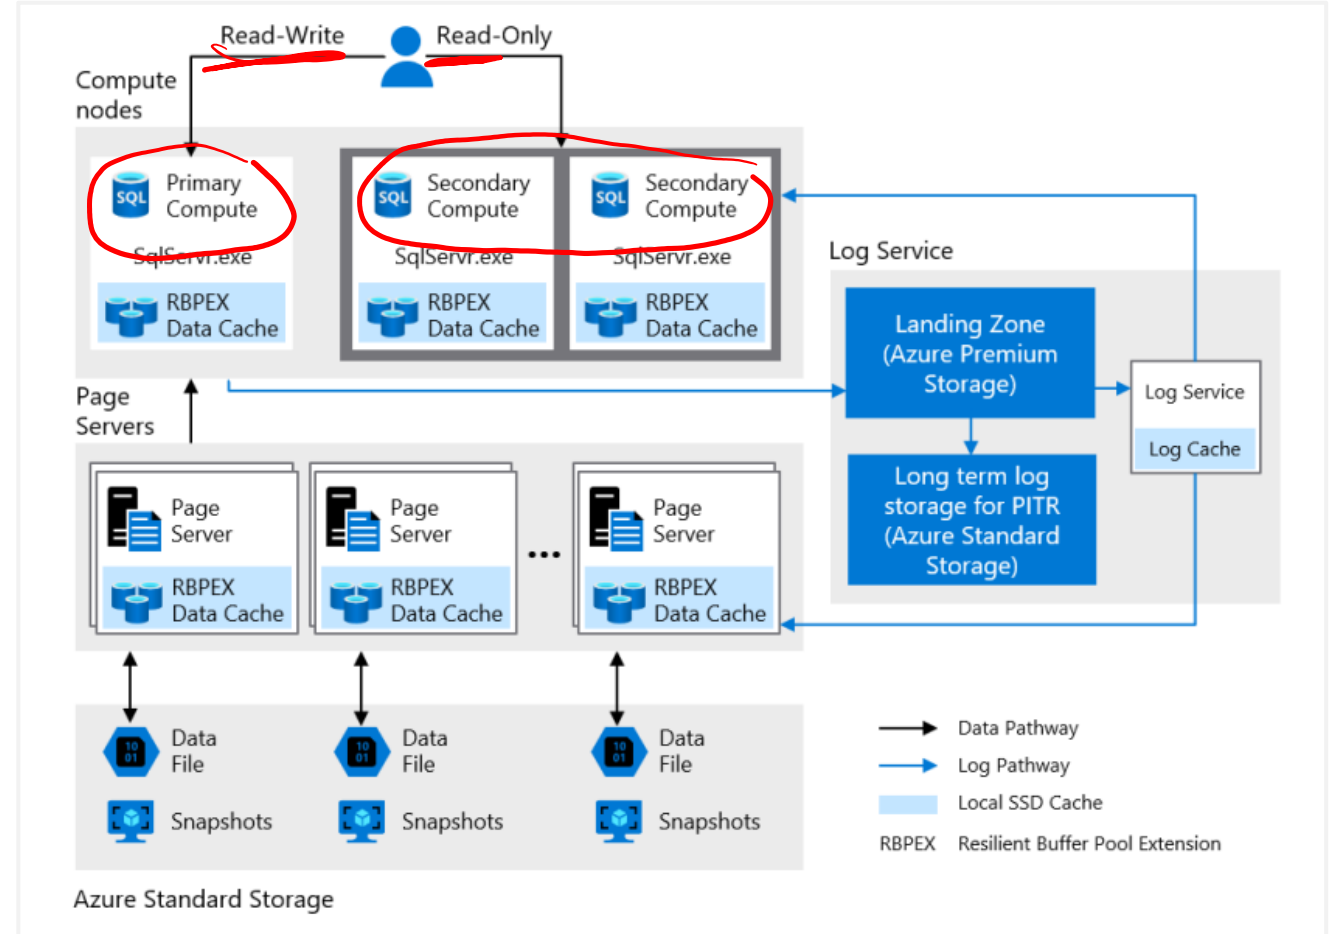 Read-Write
Read-Only
Compute
nodes
SQL
Primary
Compute
SqlServr.exe
RBPEX
Data Cache
SQL
Secondary
Compute
SqlServr.exe
RBPEX
Data Cache
SQL
Secondary
Compute
SqlServr.exe
RBPEX
Data Cache
Log Service
Landing Zone
(Azure Premium
Storage)
Log Service
Log Cache
Long term log
storage for PITR
(Azure Standard
Storage)
Page
Servers
Page
Server
RBPEX
Data Cache
Page
Server
RBPEX
Data Cache
...
Page
Server
RBPEX
Data Cache
10
01
Data
File
Snapshots
10
01
Data
File
Snapshots
10
01
Data
File
Snapshots
Azure Standard Storage
Data Pathway
Log Pathway
Local SSD Cache
RBPEX Resilient Buffer Pool Extension